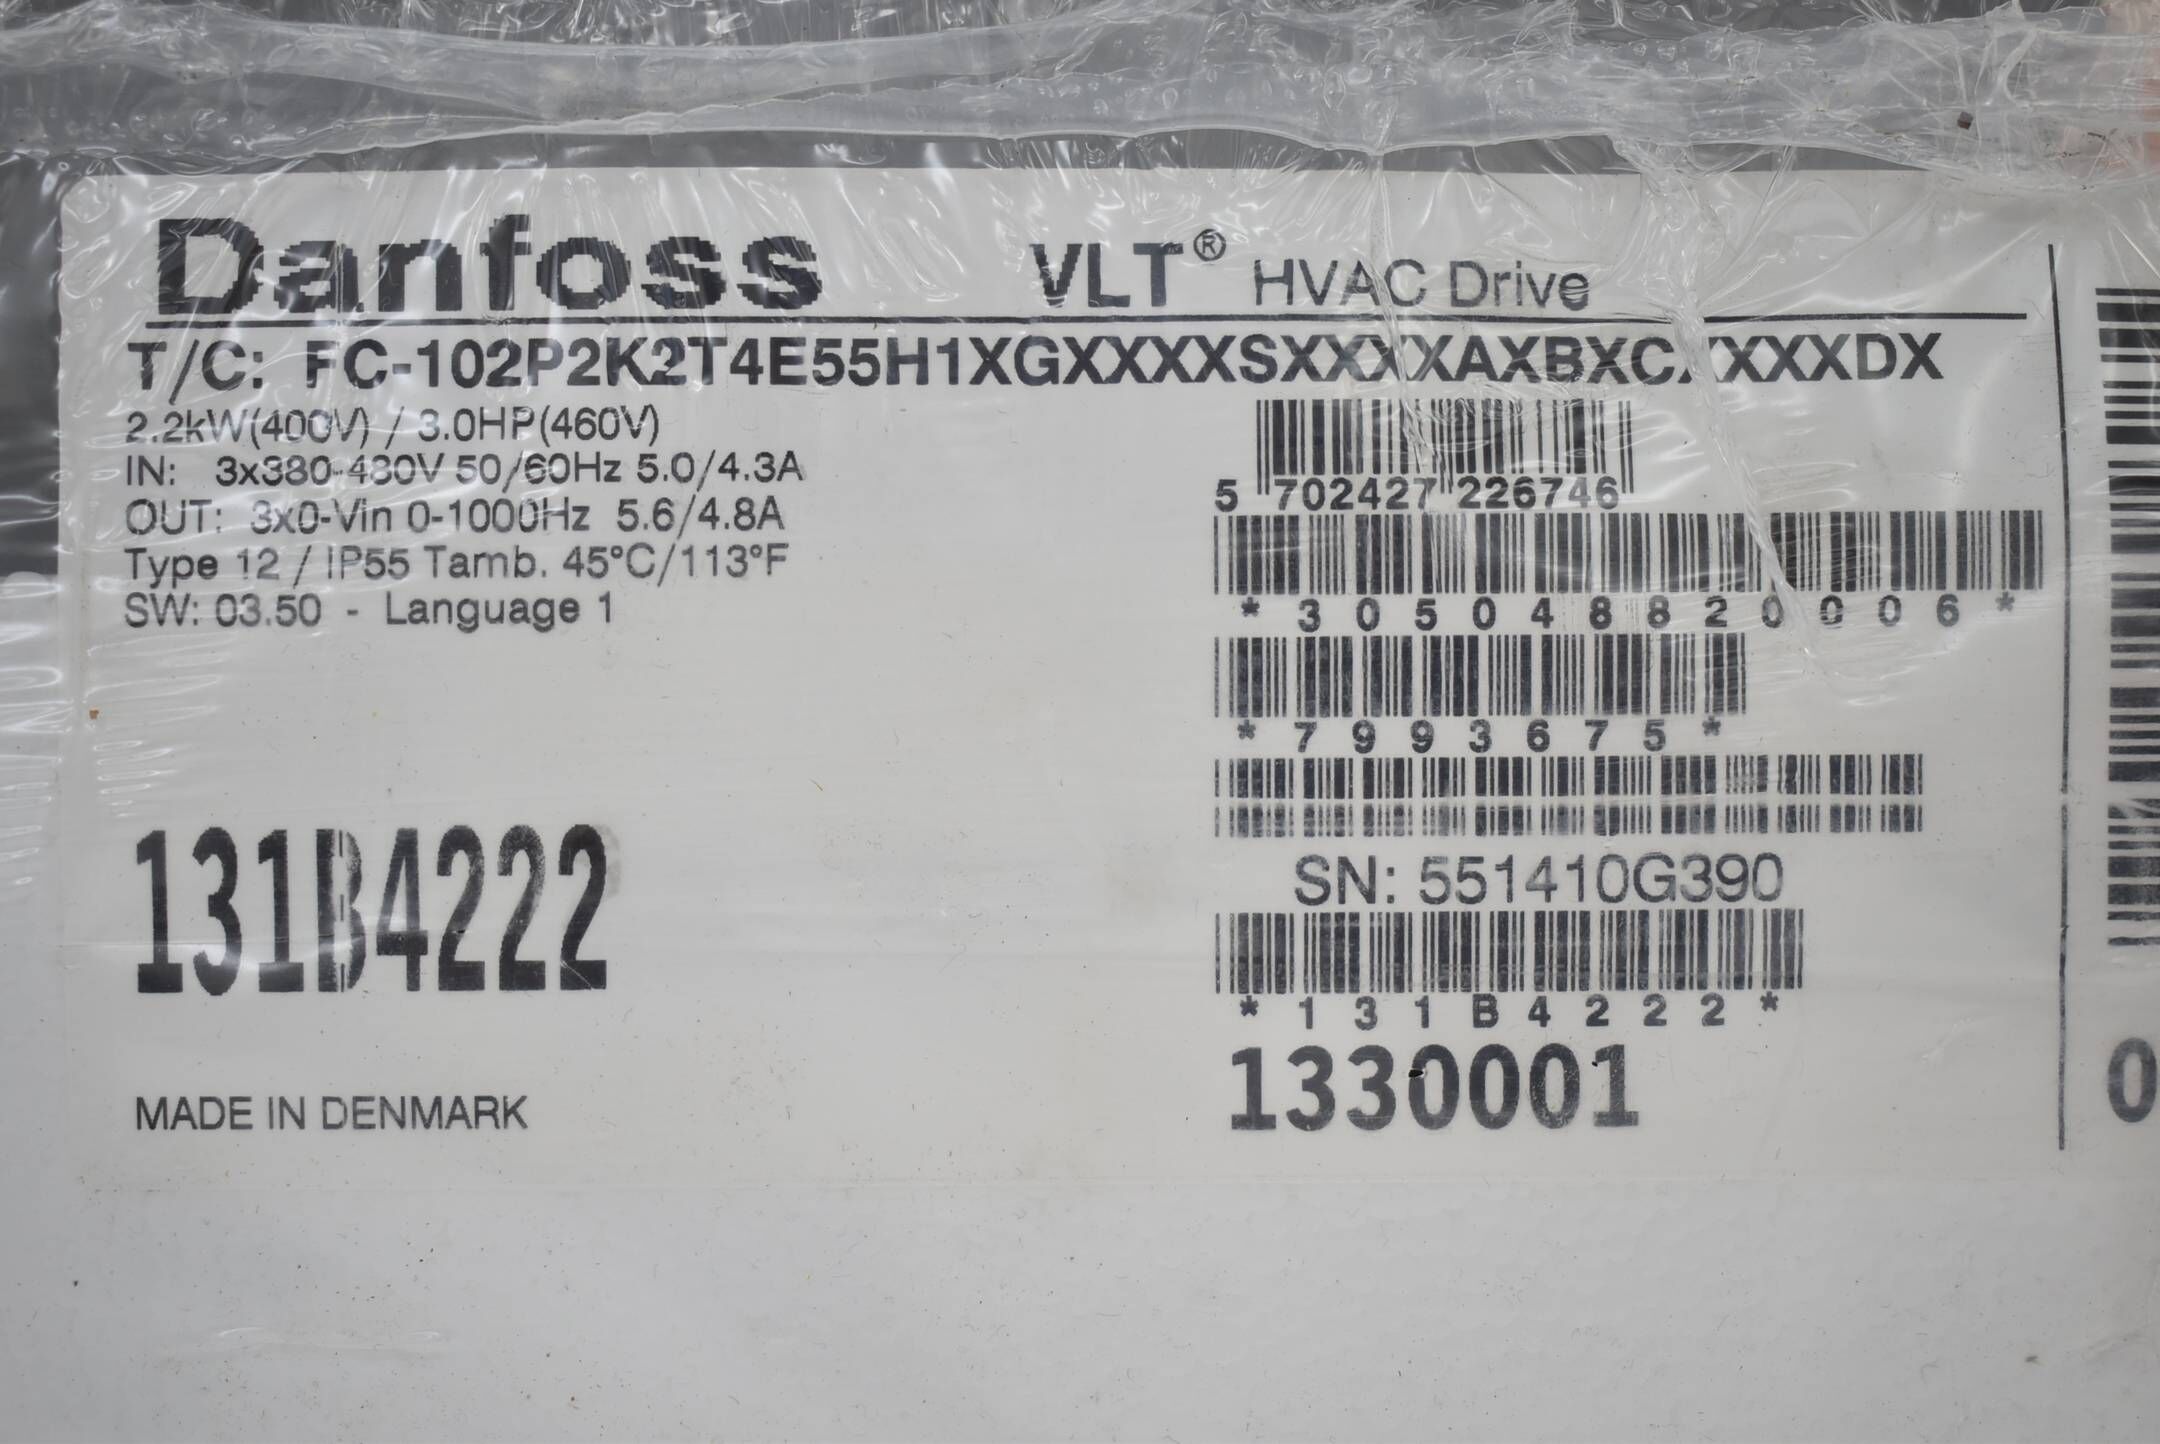 Danfoss VLT® HVAC Drive
T/C: FC-102P2K2T4E55H1XGXXXXSXXXXAXBXCXXXXDX
2.2kW(400V) / 3.0HP(460V)
IN: 3x380-480V 50/60Hz 5.0/4.3A
OUT: 3x0-Vin 0-1000Hz 5.6/4.8A
Type 12 / IP55 Tamb. 45°C/113°F
SW: 03.50 - Language 1
5 702427 226746
*305048820006*
*7993675*
131B4222
SN: 551410G390
*131B4222*
1330001
MADE IN DENMARK
0